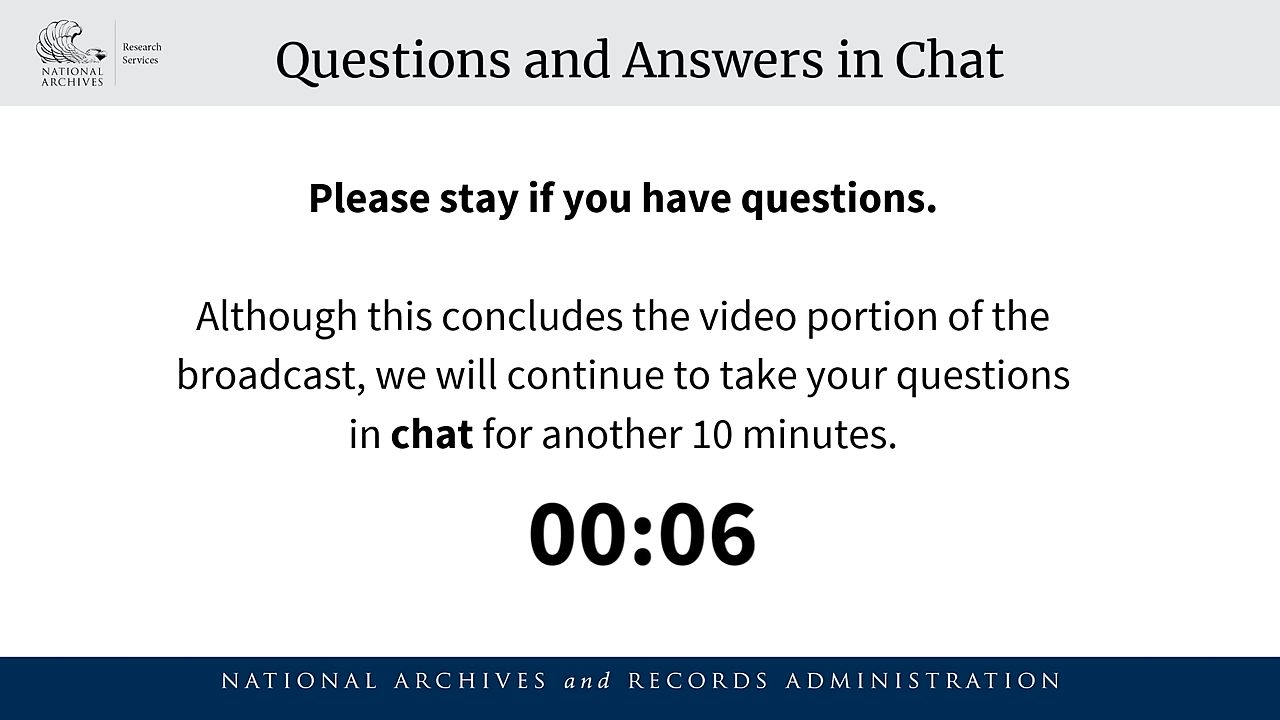 NATIONAL
ARCHIVES
Research
Services
Questions and Answers in Chat
Please stay if you have questions.
Although this concludes the video portion of the
broadcast, we will continue to take your questions
in chat for another 10 minutes.
00:06
NATIONAL ARCHIVES and RECORDS ADMINISTRATION